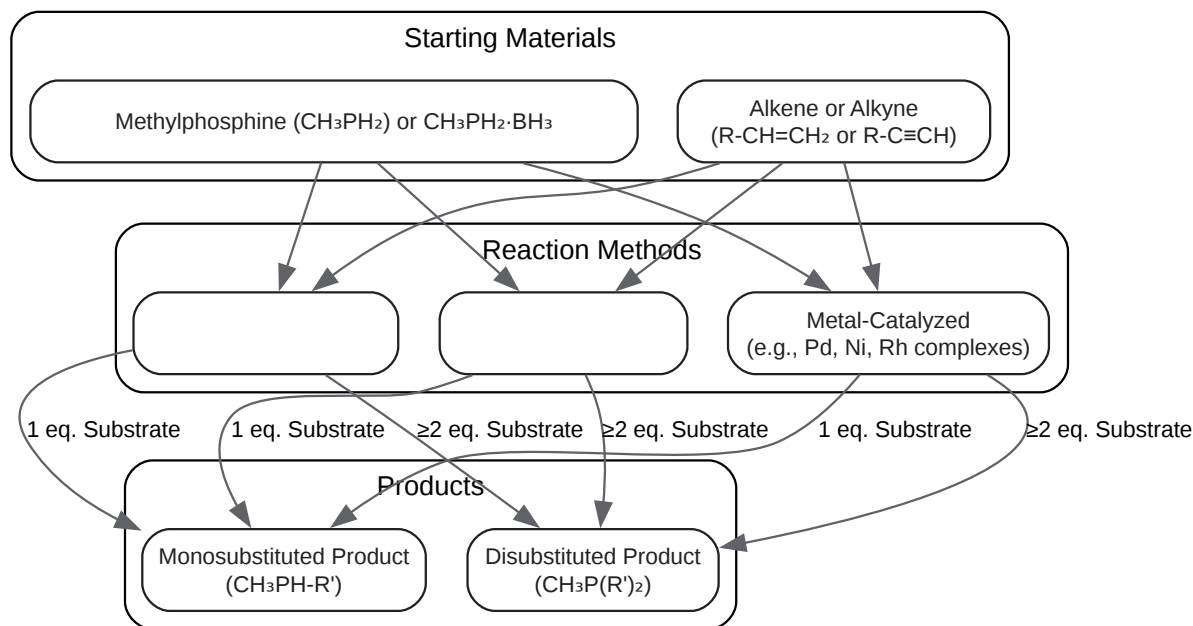 Starting Materials
Methylphosphine (CH₃PH₂) or CH₃PH₂·BH₃
Alkene or Alkyne
(R-CH=CH₂ or R-C≡CH)
Reaction Methods
Metal-Catalyzed
(e.g., Pd, Ni, Rh complexes)
1 eq. Substrate
1 eq. Substrate
≥2 eq. Substrate
≥2 eq. Substrate
1 eq. Substrate
≥2 eq. Substrate
Products
Monosubstituted Product
(CH₃PH-R')
Disubstituted Product
(CH₃P(R')₂)